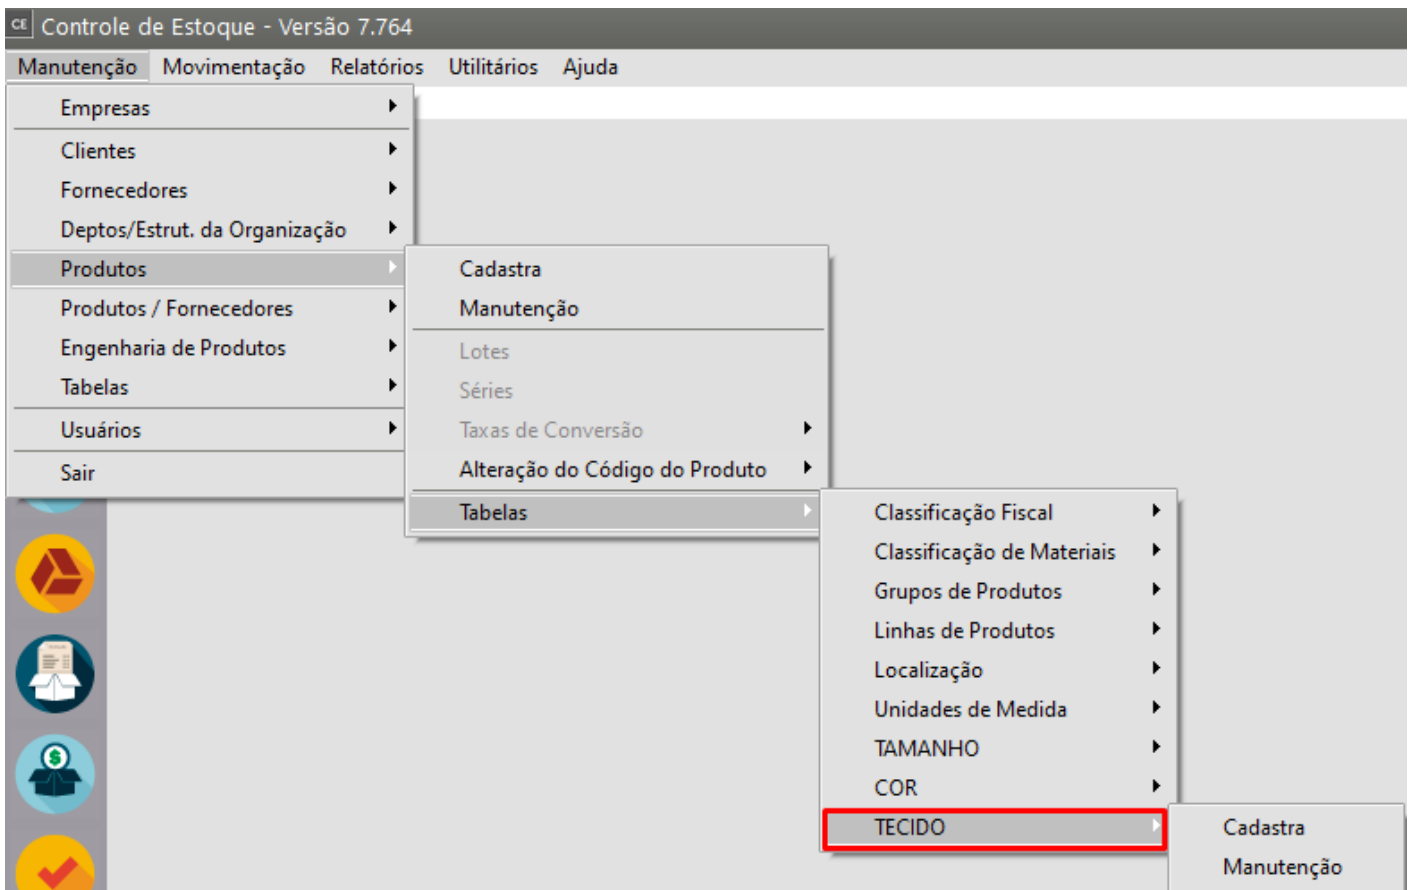 CE Controle de Estoque - Versão 7.764
Manutenção Movimentação Relatórios Utilitários Ajuda
Empresas
Clientes
Fornecedores
Deptos/Estrut. da Organização
Produtos
Produtos / Fornecedores
Engenharia de Produtos
Tabelas
Usuários
Sair
Cadastra
Manutenção
Lotes
Séries
Taxas de Conversão
Alteração do Código do Produto
Tabelas
Classificação Fiscal
Classificação de Materiais
Grupos de Produtos
Linhas de Produtos
Localização
Unidades de Medida
TAMANHO
COR
TECIDO
Cadastra
Manutenção